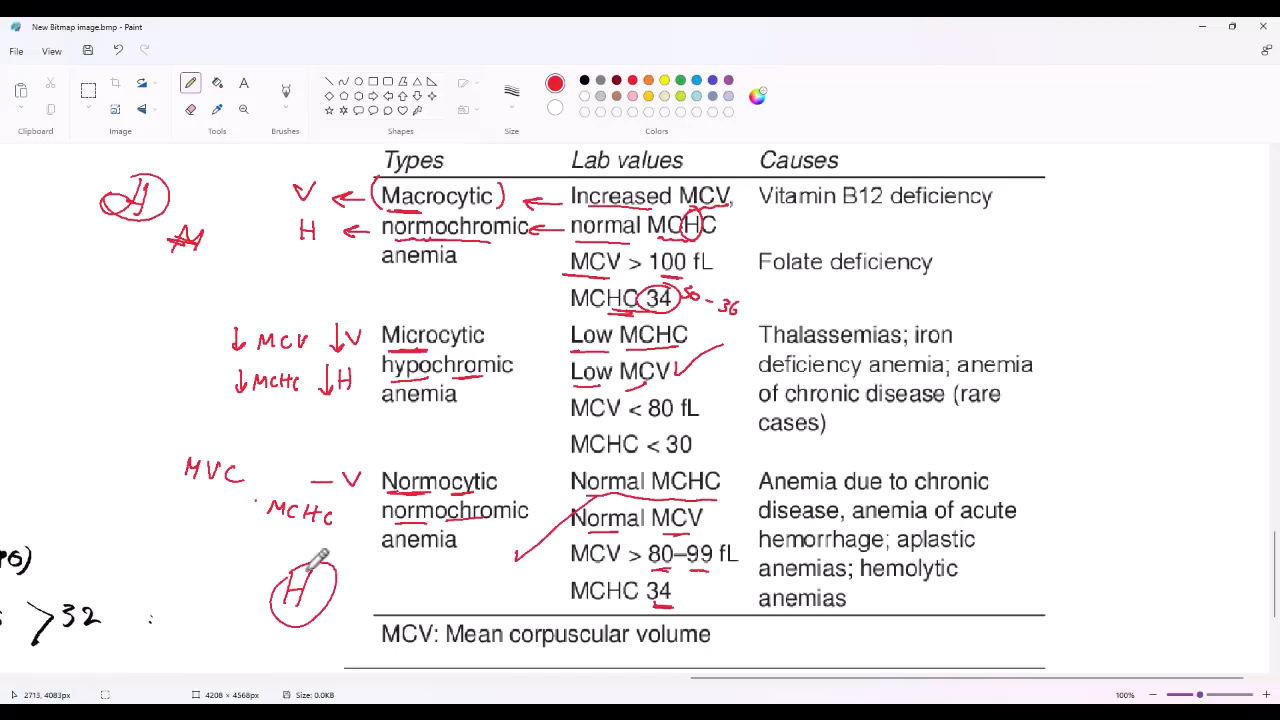 New Bitmap image.bmp - Paint
File View
Clipboard Image Tools Brushes Shapes Size Colors
Types Lab values Causes
V Macrocytic Increased MCV, Vitamin B12 deficiency
H normochromic normal MCHC
anemia
MCV > 100 fL Folate deficiency
MCHC 34 30 - 36
MCV V Microcytic Low MCHC Thalassemias; iron
MCHC H hypochromic Low MCV deficiency anemia; anemia
anemia of chronic disease (rare
MCV < 80 fL cases)
MCHC < 30
MVC V Normocytic Normal MCHC Anemia due to chronic
MCHC normochromic Normal MCV disease, anemia of acute
anemia MCV > 80–99 fL hemorrhage; aplastic
anemias; hemolytic
H MCHC 34 anemias
>32 :
MCV: Mean corpuscular volume
2713, 4083px 4208 × 4568px Size: 0.0KB 100%